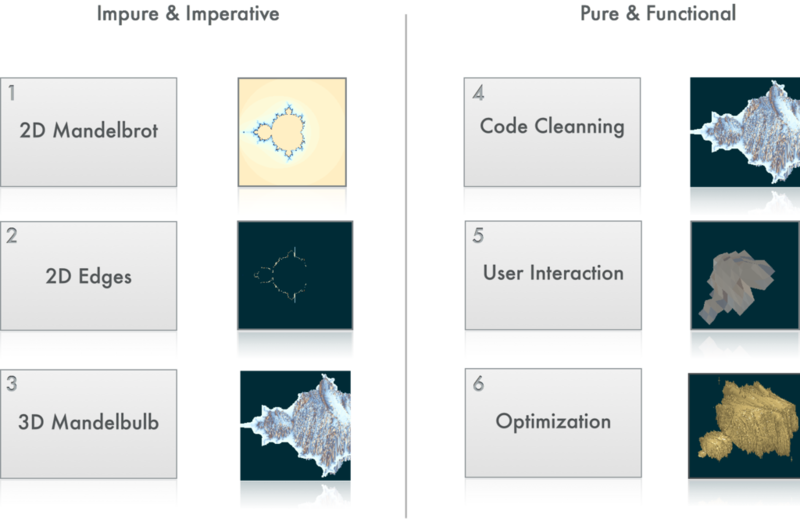 Impure & Imperative
1
2D Mandelbrot
2
2D Edges
3
3D Mandelbulb
Pure & Functional
4
Code Cleanning
5
User Interaction
6
Optimization